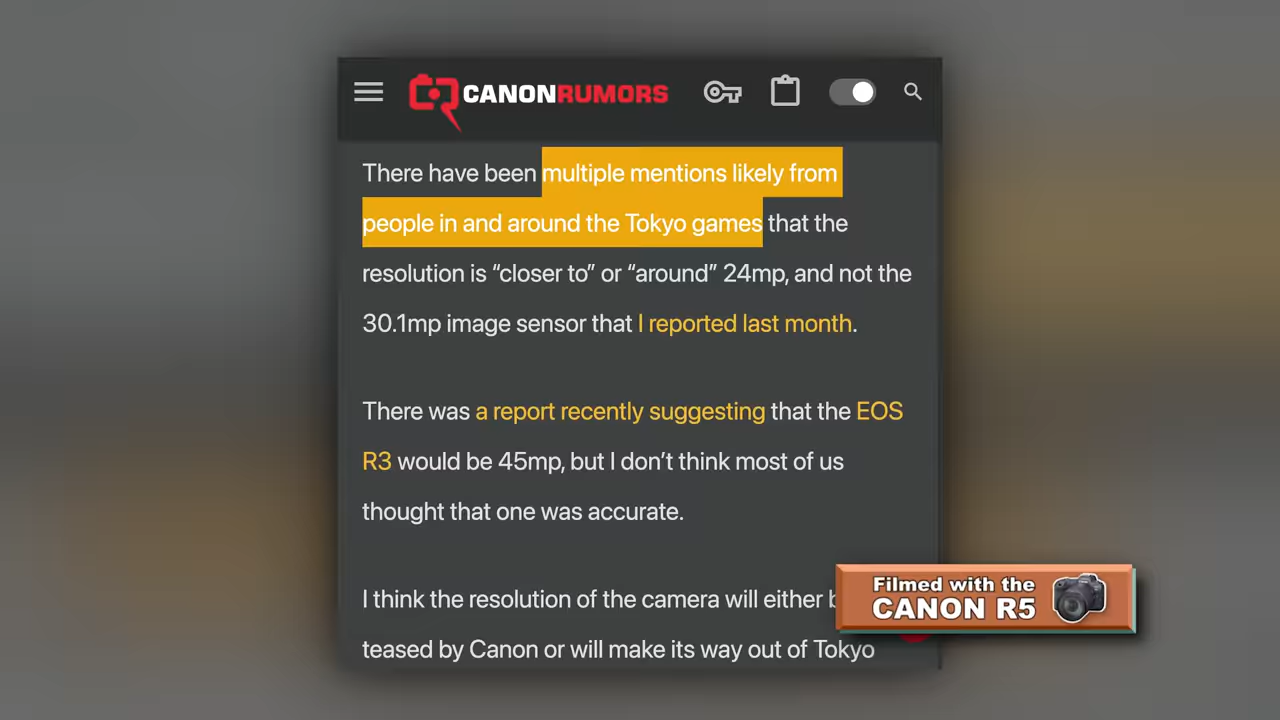 CANONRUMORS
There have been multiple mentions likely from
people in and around the Tokyo games that the
resolution is “closer to” or “around” 24mp, and not the
30.1mp image sensor that I reported last month.
There was a report recently suggesting that the EOS
R3 would be 45mp, but I don’t think most of us
thought that one was accurate.
I think the resolution of the camera will either
teased by Canon or will make its way out of Tokyo
Filmed with the
CANON R5